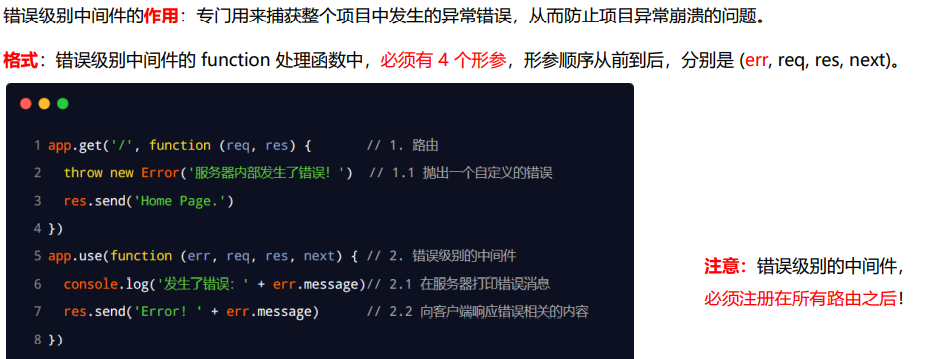 错误级别中间件的作用：专门用来捕获整个项目中发生的异常错误，从而防止项目异常崩溃的问题。
格式：错误级别中间件的 function 处理函数中，必须有 4 个形参，形参顺序从前到后，分别是 (err, req, res, next)。
1 app.get('/', function (req, res) {       // 1. 路由
2   throw new Error('服务器内部发生了错误！')  // 1.1 抛出一个自定义的错误
3   res.send('Home Page.')
4 })
5 app.use(function (err, req, res, next) { // 2. 错误级别的中间件
6   console.log('发生了错误：' + err.message)// 2.1 在服务器打印错误消息
7   res.send('Error! ' + err.message)      // 2.2 向客户端响应错误相关的内容
8 })
注意：错误级别的中间件，
必须注册在所有路由之后！